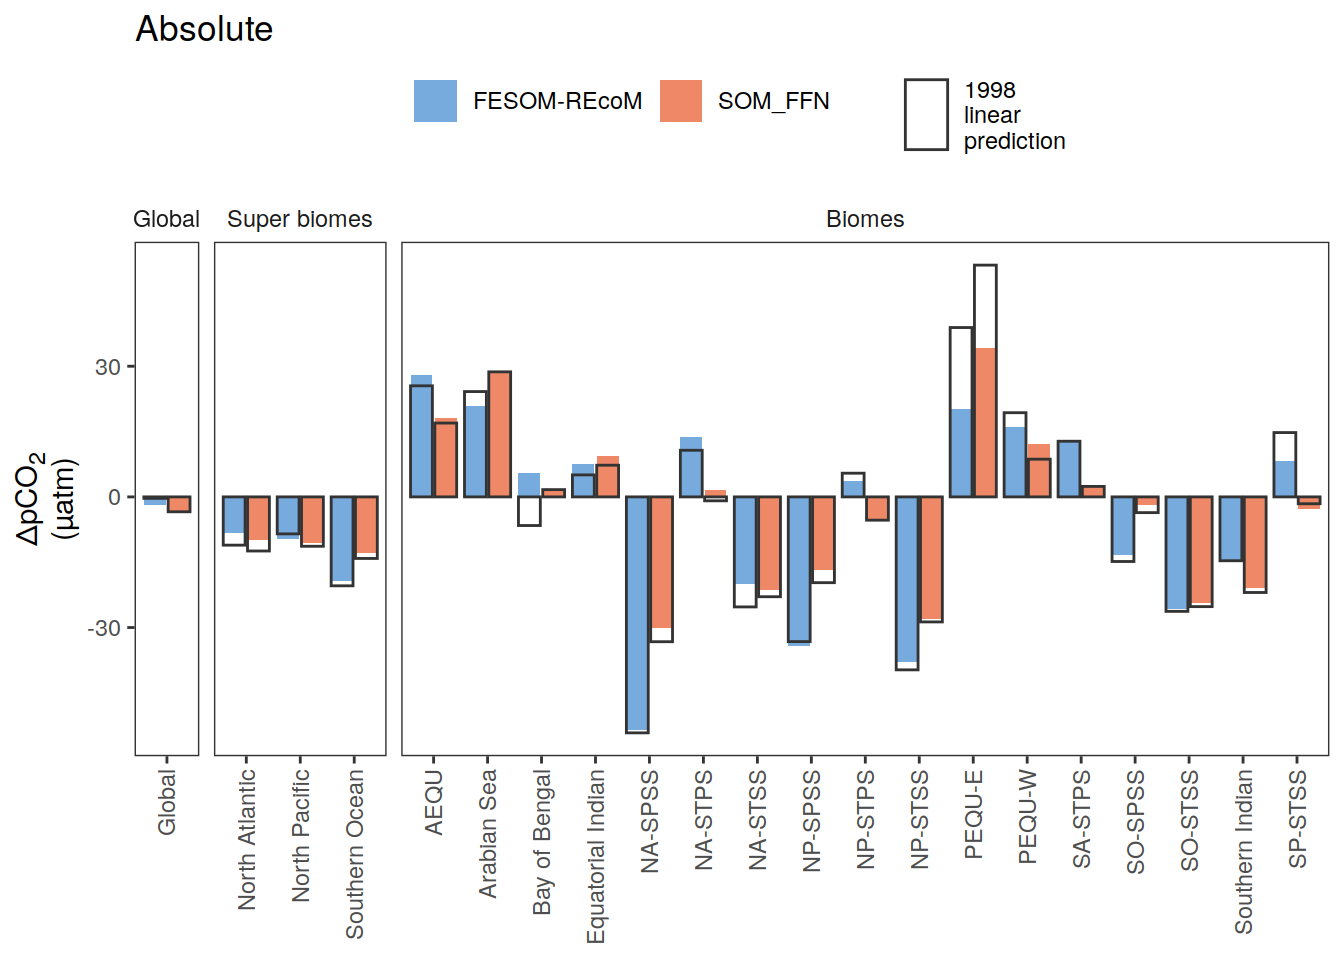 Absolute
FESOM-REcoM
SOM_FFN
1998
linear
prediction
Global
Super biomes
Biomes
ΔpCO₂
(µatm)
30
0
-30
Global
North Atlantic
North Pacific
Southern Ocean
AEQU
Arabian Sea
Bay of Bengal
Equatorial Indian
NA-SPSS
NA-STPS
NA-STSS
NP-SPSS
NP-STPS
NP-STSS
PEQU-E
PEQU-W
SA-STPS
SO-SPSS
SO-STSS
Southern Indian
SP-STSS